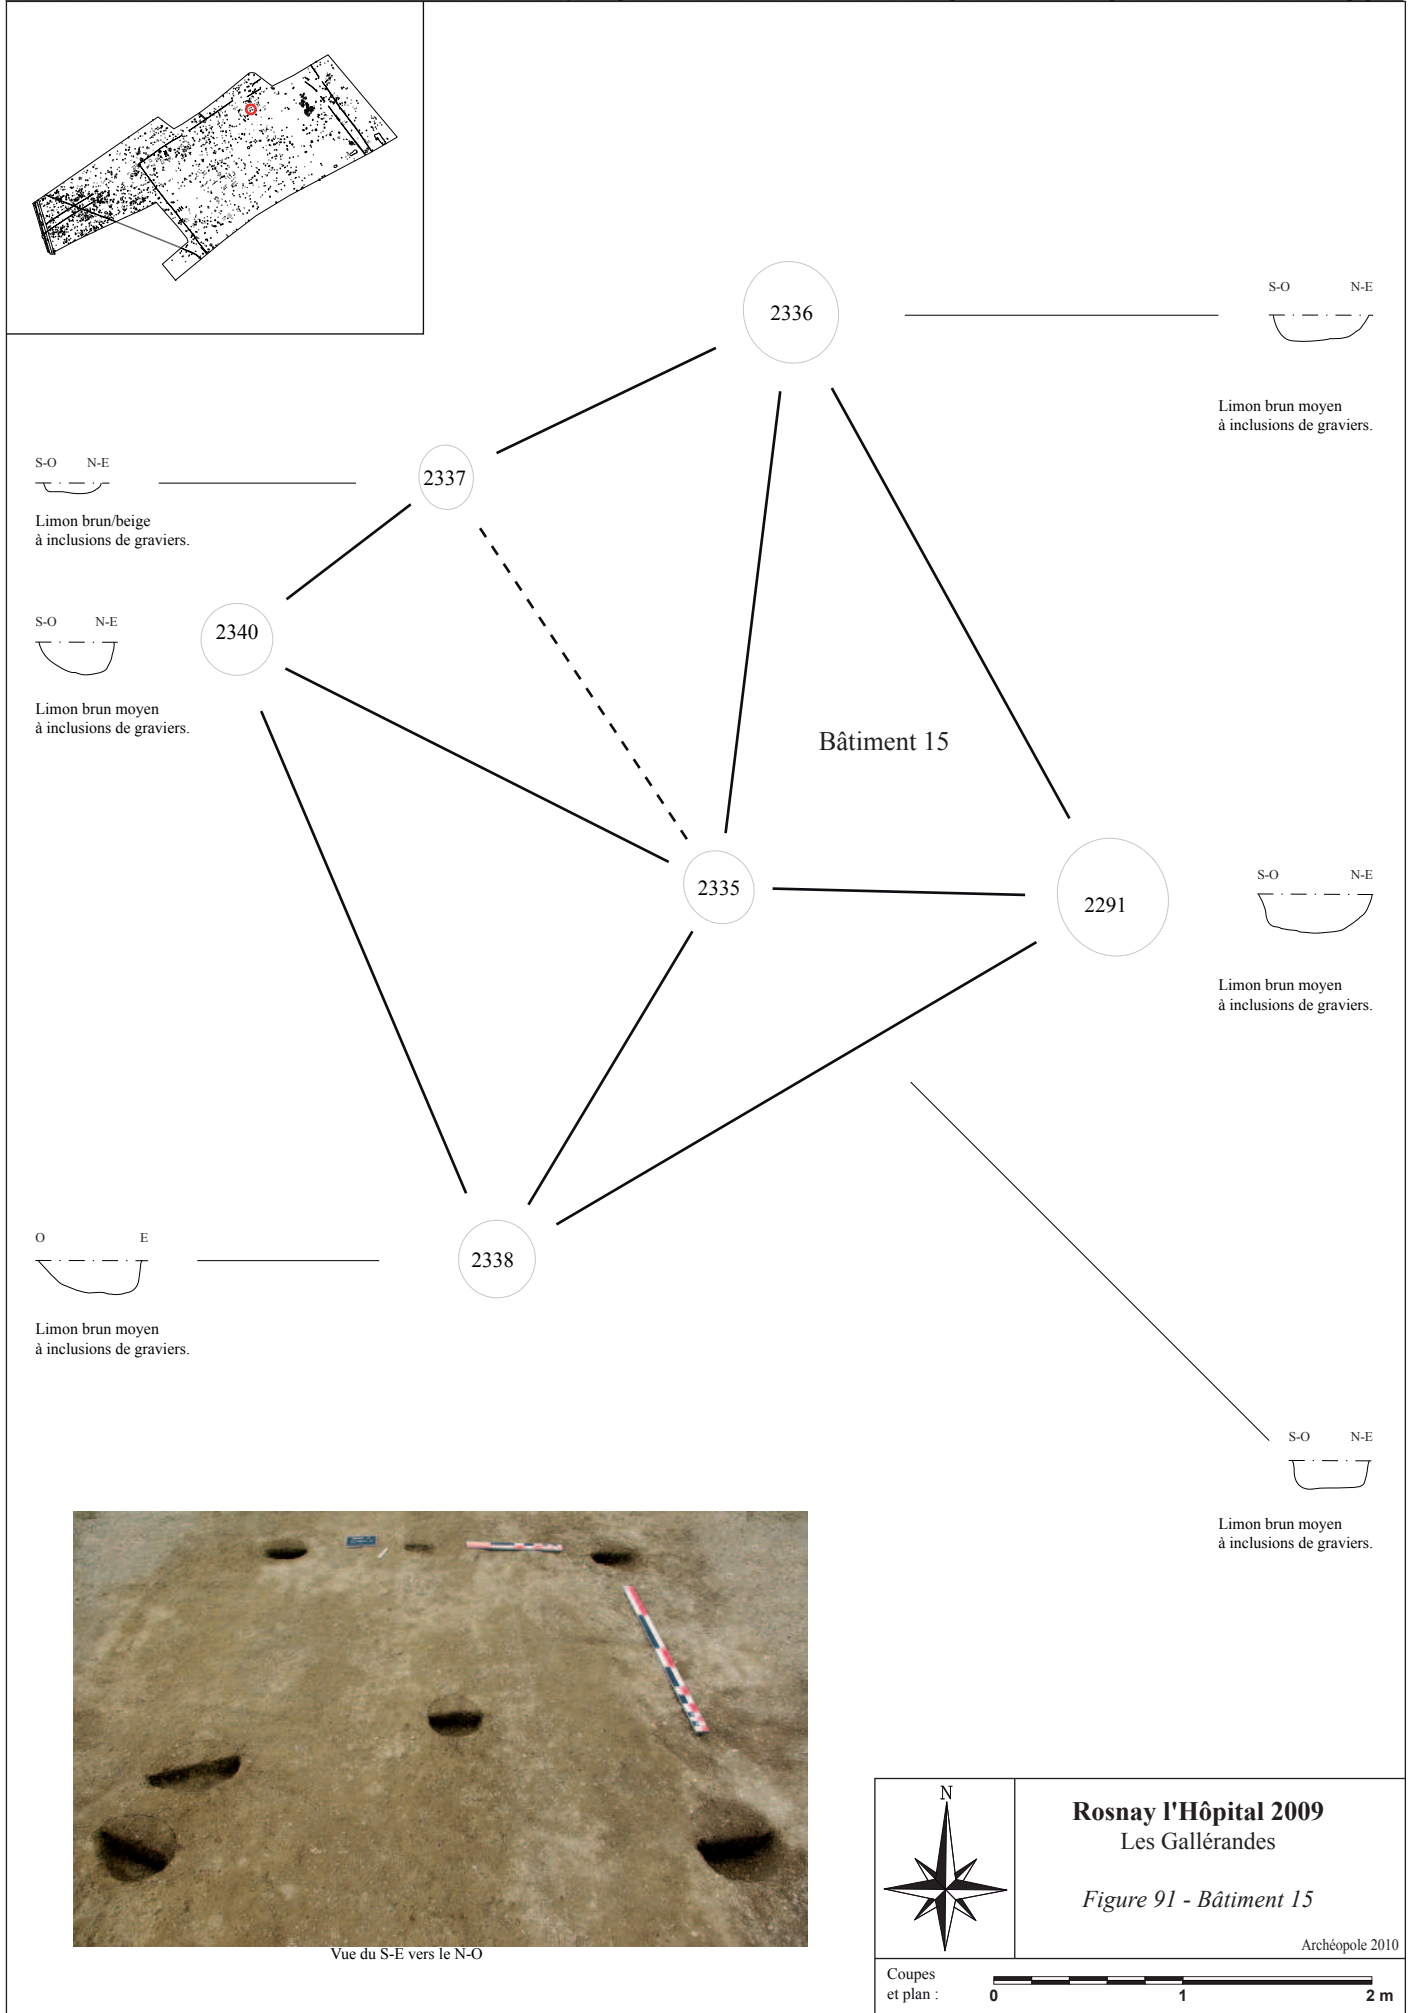 2336
S-O N-E
Limon brun moyen
à inclusions de graviers.
S-O N-E
2337
Limon brun/beige
à inclusions de graviers.
S-O N-E
2340
Limon brun moyen
à inclusions de graviers.
Bâtiment 15
2335
2291
S-O N-E
Limon brun moyen
à inclusions de graviers.
O E
2338
Limon brun moyen
à inclusions de graviers.
S-O N-E
Limon brun moyen
à inclusions de graviers.
Vue du S-E vers le N-O
N
Rosnay l'Hôpital 2009
Les Gallérandes
Figure 91 - Bâtiment 15
Archéopole 2010
Coupes
et plan :
0 1 2 m